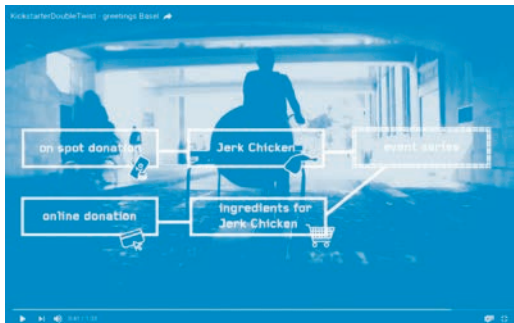 KickstarterDoubleTwist - greetings Basel
on spot donation
Jerk Chicken
event series
online donation
ingredients for
Jerk Chicken